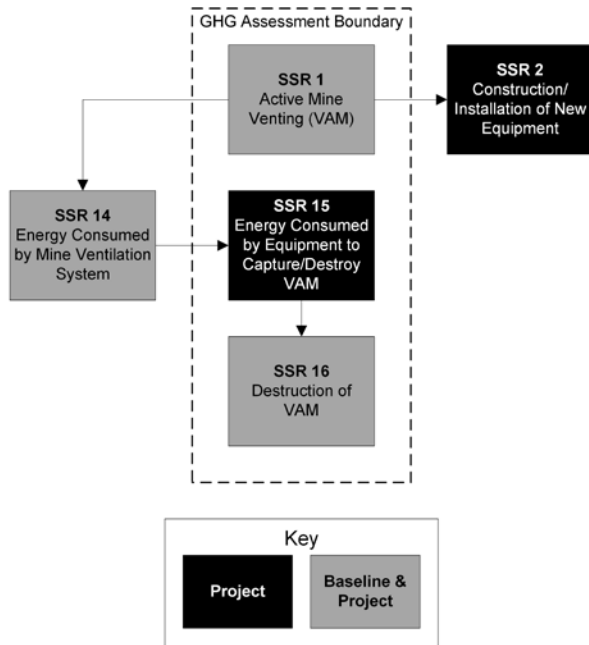 GHG Assessment Boundary
SSR 1
Active Mine
Venting (VAM)
SSR 2
Construction/
Installation of New
Equipment
SSR 14
Energy Consumed
by Mine Ventilation
System
SSR 15
Energy Consumed
by Equipment to
Capture/Destroy
VAM
SSR 16
Destruction of
VAM
Key
Project
Baseline &
Project